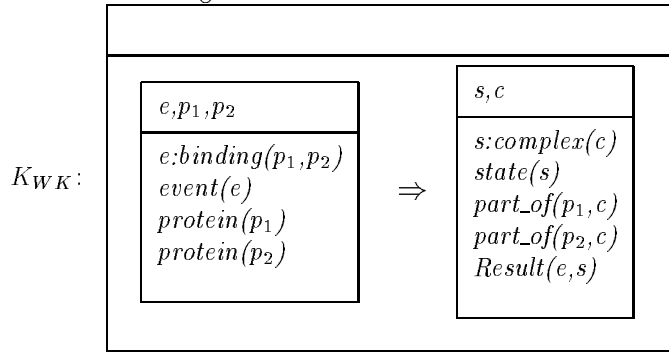 e,p₁,p₂
e:binding(p₁,p₂)
event(e)
protein(p₁)
protein(p₂)
K_WK:
⇒
s,c
s:complex(c)
state(s)
part_of(p₁,c)
part_of(p₂,c)
Result(e,s)